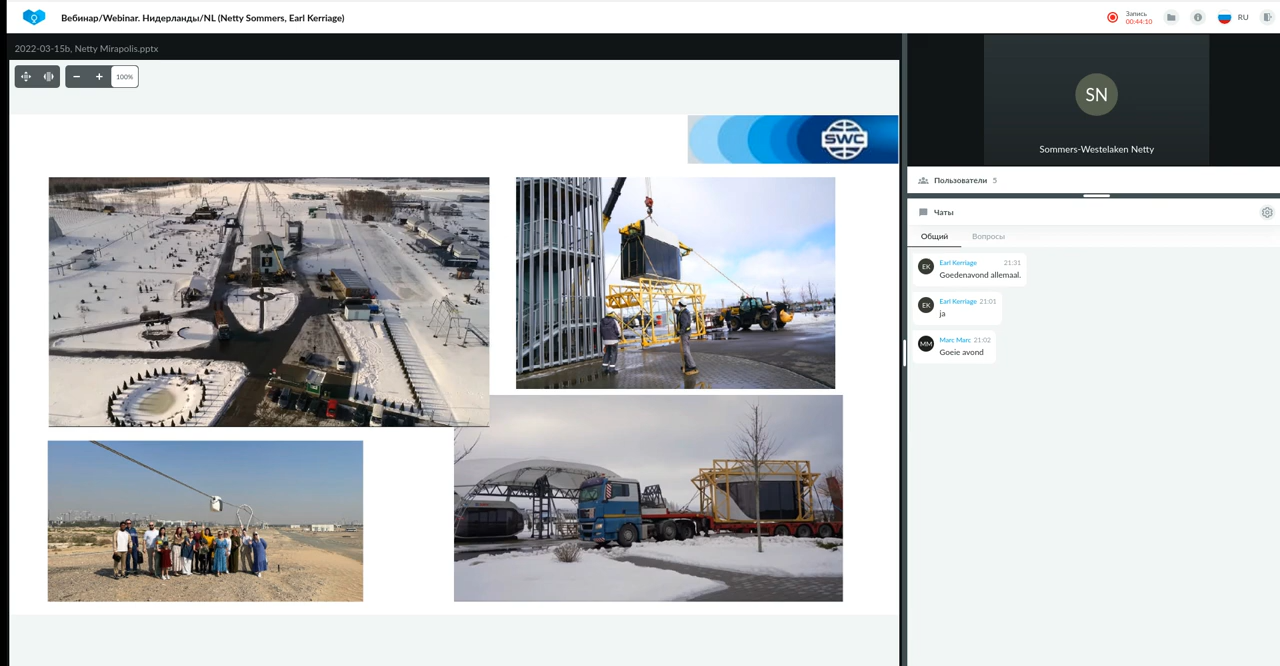 Вебинар/Webinar. Нидерланды/NL (Netty Sommers, Earl Kerriage)
Запись
00:44:10
RU
2022-03-15b, Netty Mirapolis.pptx
100%
SWC
SN
Sommers-Westelaken Netty
Пользователи 5
Чаты
Общий Вопросы
EK
Earl Kerriage 21:31
Goedenavond allemaal.
EK
Earl Kerriage 21:01
ja
MM
Marc Marc 21:02
Goeie avond